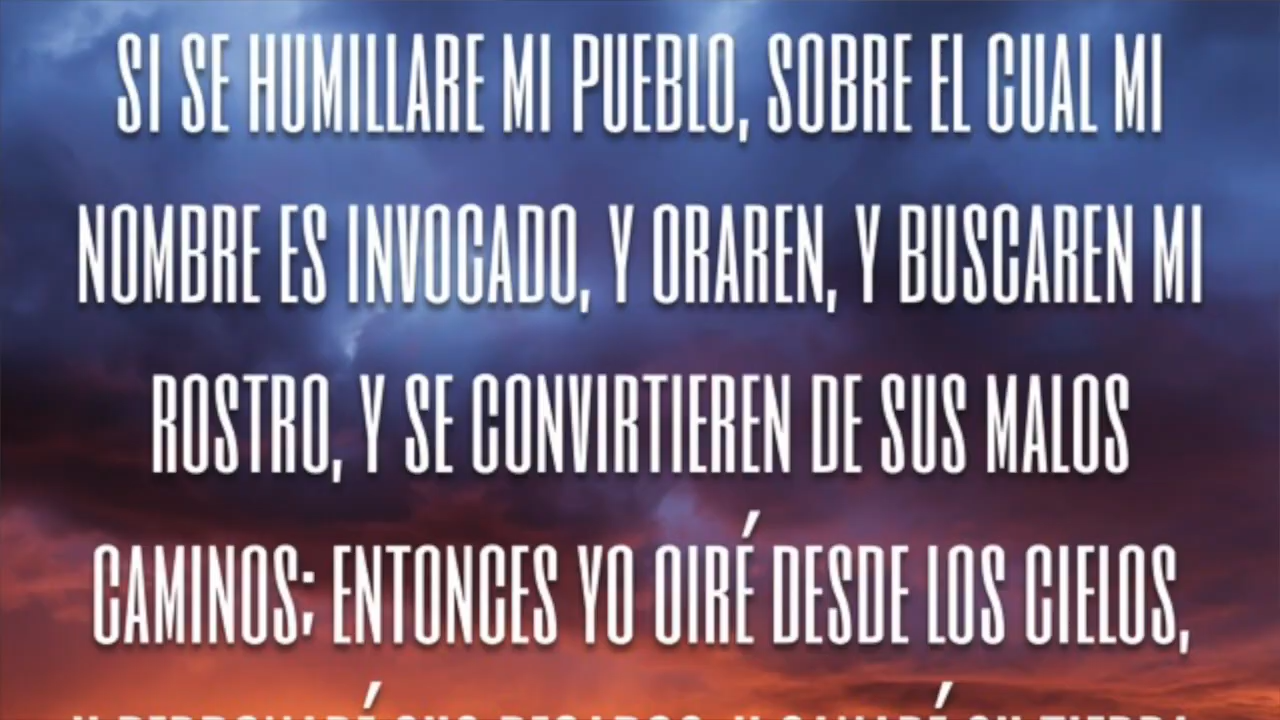 SI SE HUMILLARE MI PUEBLO, SOBRE EL CUAL MI
NOMBRE ES INVOCADO, Y ORAREN, Y BUSCAREN MI
ROSTRO, Y SE CONVIRTIEREN DE SUS MALOS
CAMINOS; ENTONCES YO OIRÉ DESDE LOS CIELOS,